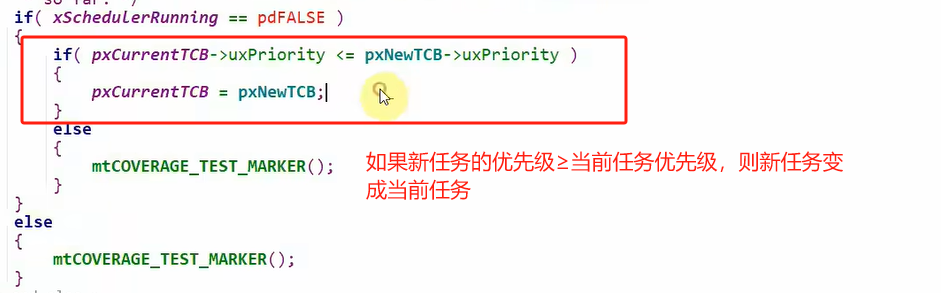 so far. */
if( xSchedulerRunning == pdFALSE )
{
if( pxCurrentTCB->uxPriority <= pxNewTCB->uxPriority )
{
pxCurrentTCB = pxNewTCB;
}
else
{
mtCOVERAGE_TEST_MARKER();
如果新任务的优先级≥当前任务优先级，则新任务变
成当前任务
}
}
else
{
mtCOVERAGE_TEST_MARKER();
}